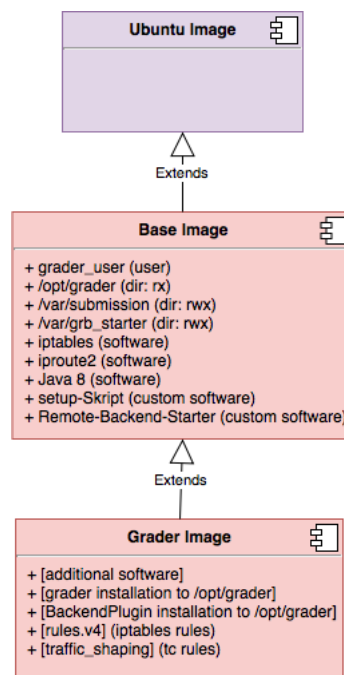 Ubuntu Image
Extends
Base Image
+ grader_user (user)
+ /opt/grader (dir: rx)
+ /var/submission (dir: rwx)
+ /var/grb_starter (dir: rwx)
+ iptables (software)
+ iproute2 (software)
+ Java 8 (software)
+ setup-Skript (custom software)
+ Remote-Backend-Starter (custom software)
Extends
Grader Image
+ [additional software]
+ [grader installation to /opt/grader]
+ [BackendPlugin installation to /opt/grader]
+ [rules.v4] (iptables rules)
+ [traffic_shaping] (tc rules)